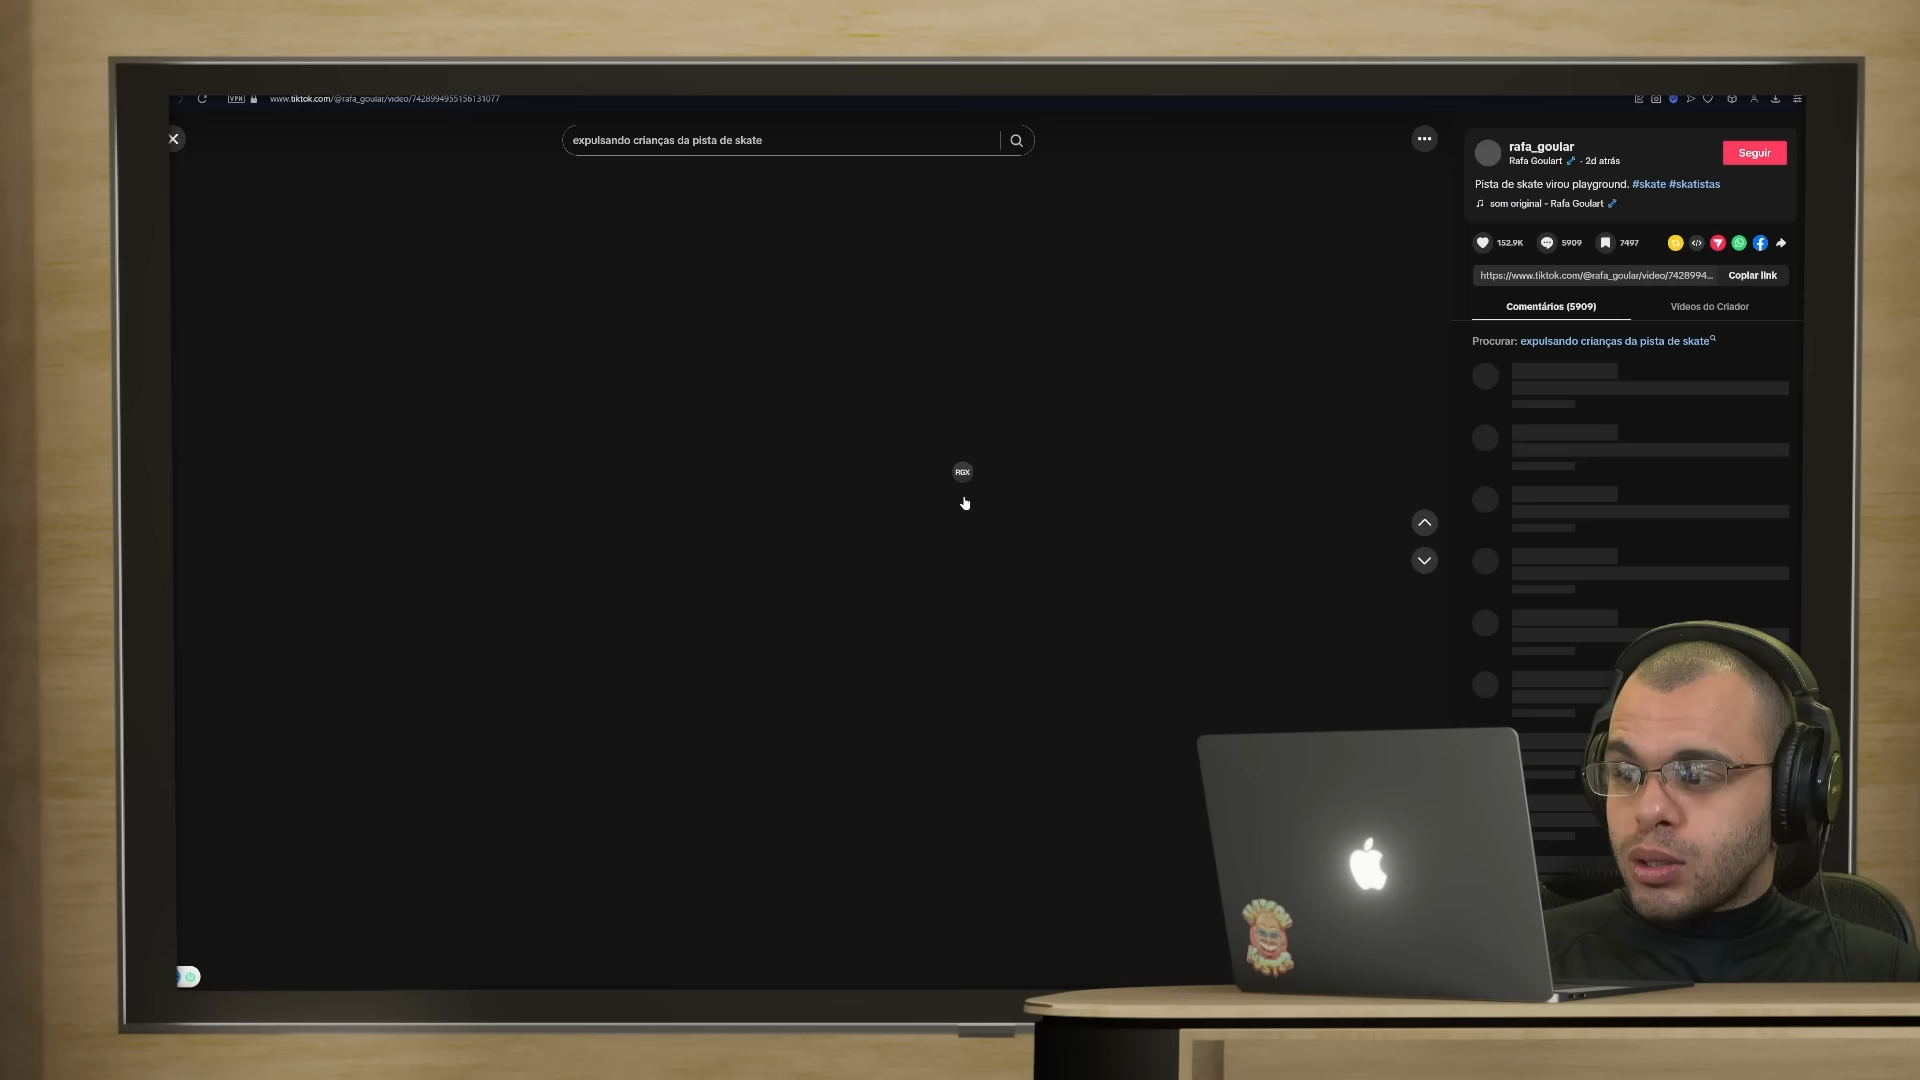 VPN
www.tiktok.com/@rafa_goular/video/7428994955156131077
expulsando crianças da pista de skate
rafa_goular
Rafa Goulart · 2d atrás
Seguir
Pista de skate virou playground. #skate #skatistas
som original - Rafa Goulart
152.9K
5909
7497
https://www.tiktok.com/@rafa_goular/video/7428994...
Copiar link
Comentários (5909)
Vídeos do Criador
Procurar: expulsando crianças da pista de skate
RGX